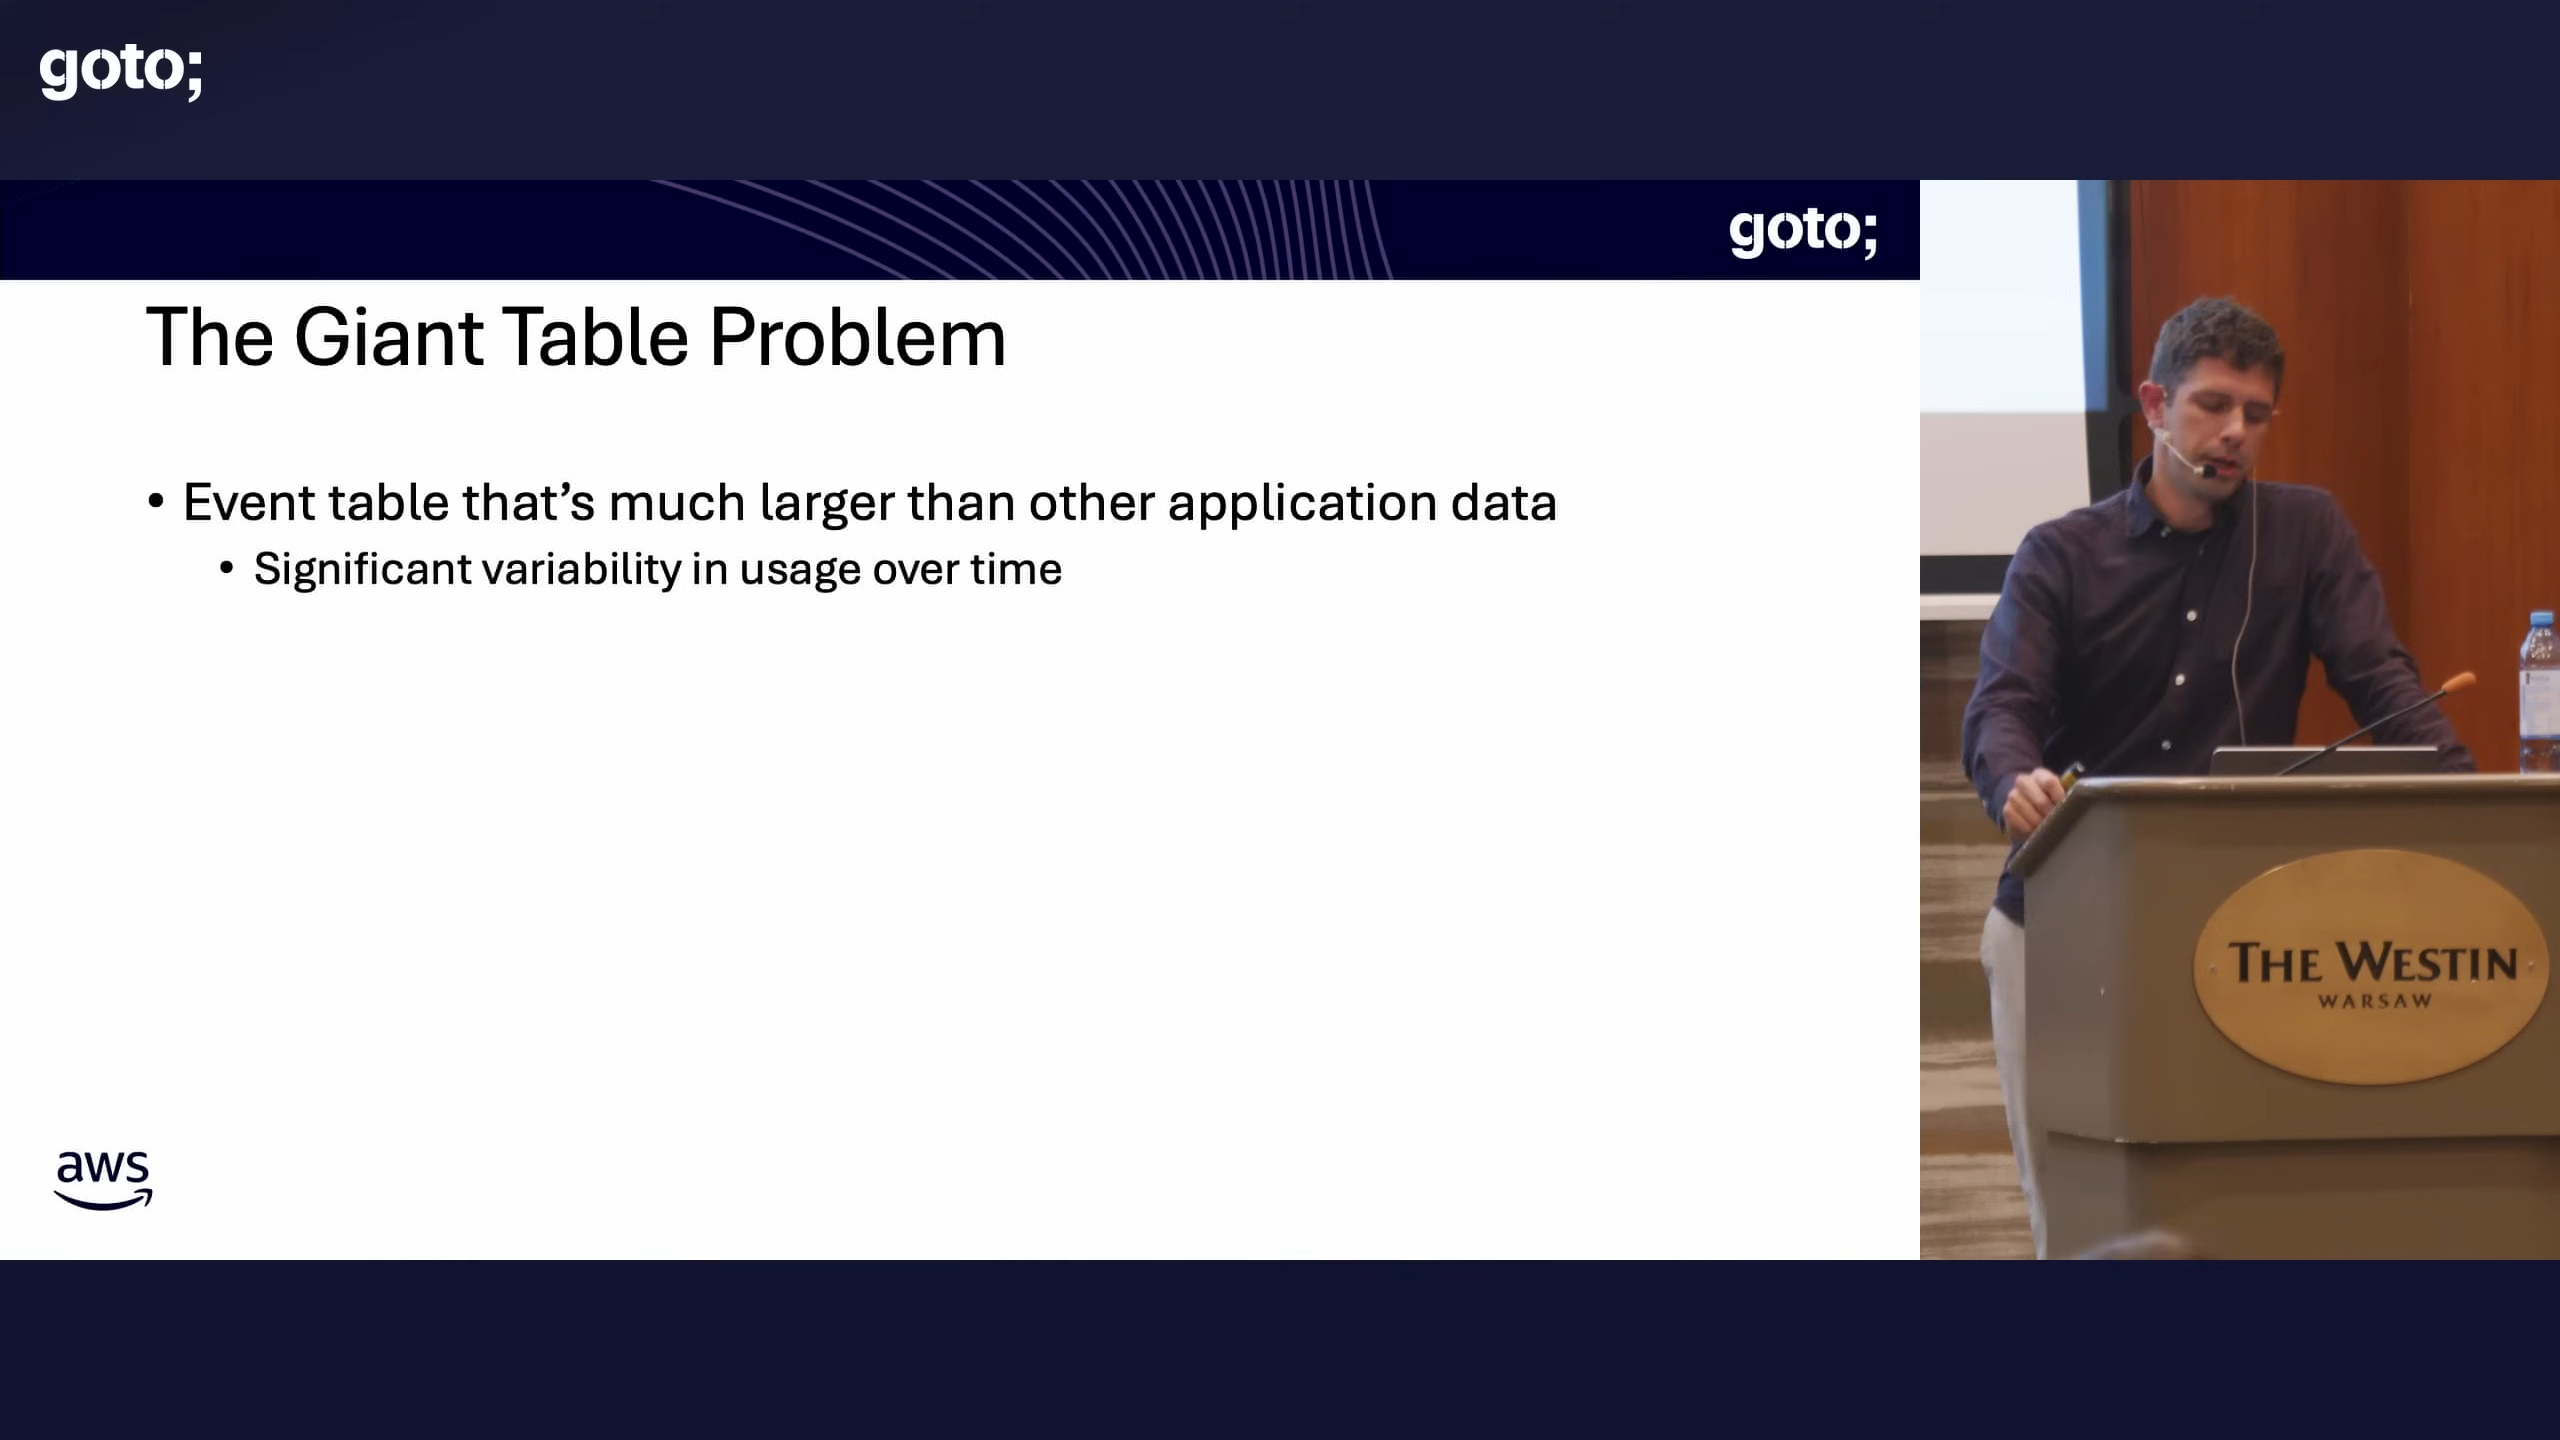 goto;
goto;
The Giant Table Problem
• Event table that’s much larger than other application data
• Significant variability in usage over time
aws
THE WESTIN
WARSAW